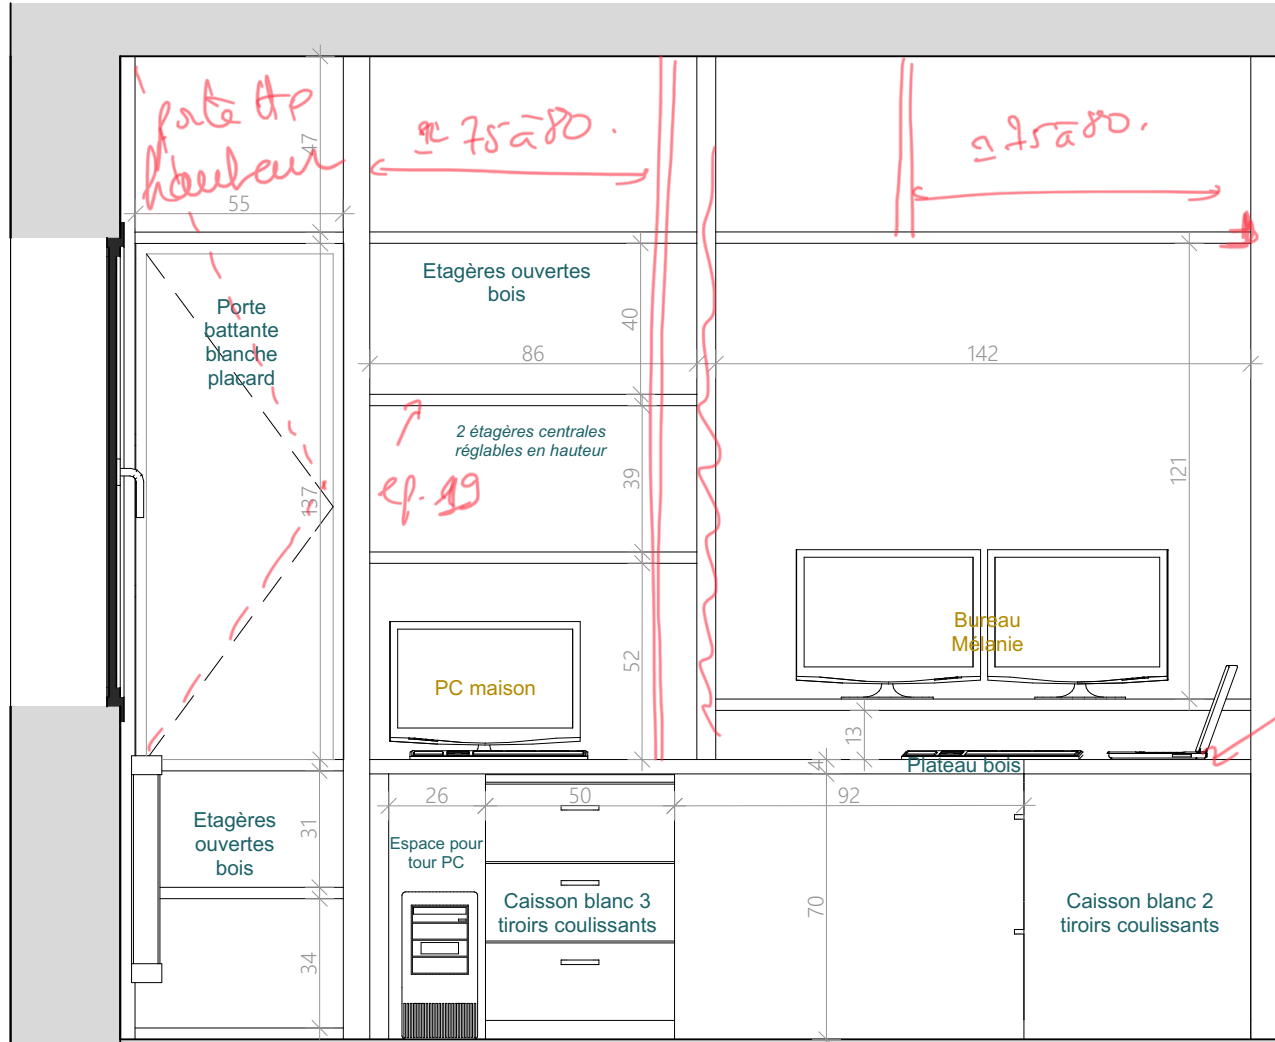 porte tte
hauteur
47
≃ 75 à 80.
≃ 75 à 80.
55
Etagères ouvertes
bois
Porte
battante
blanche
placard
40
86
142
2 étagères centrales
réglables en hauteur
39
ep. 19
137
121
Bureau
Mélanie
52
PC maison
13
4
Plateau bois
26
50
92
Etagères
ouvertes
bois
31
Espace pour
tour PC
Caisson blanc 3
tiroirs coulissants
70
Caisson blanc 2
tiroirs coulissants
34